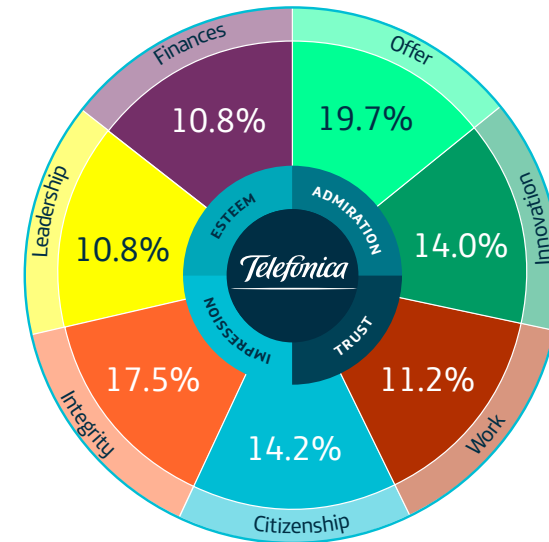 Finances
Offer
10.8%
19.7%
Leadership
ESTEEM
ADMIRATION
Innovation
10.8%
Telefónica
14.0%
IMPRESSION
TRUST
17.5%
11.2%
Integrity
14.2%
Work
Citizenship